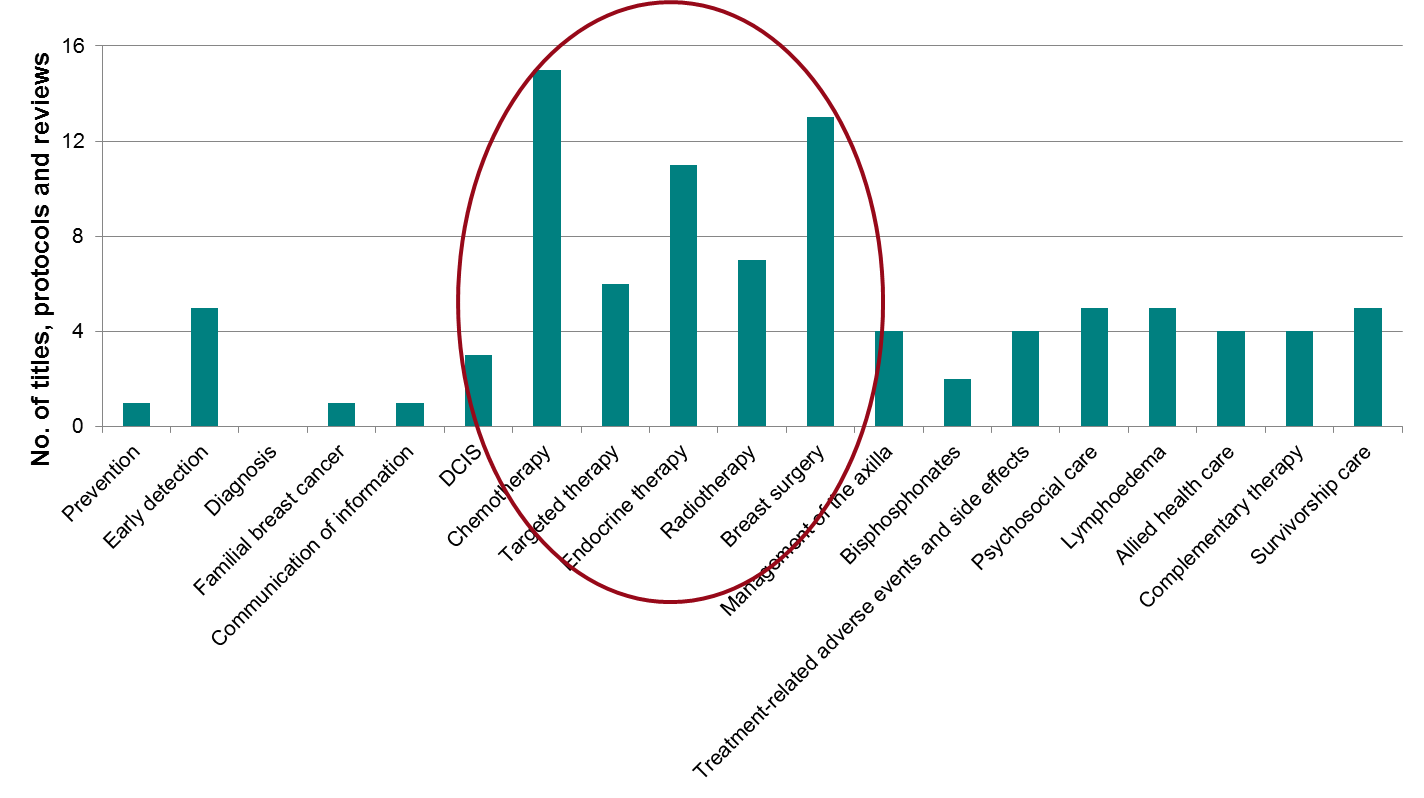 No. of titles, protocols and reviews
16
12
8
4
0
Prevention
Early detection
Diagnosis
Familial breast cancer
Communication of information
DCIS
Chemotherapy
Targeted therapy
Endocrine therapy
Radiotherapy
Breast surgery
Management of the axilla
Bisphosphonates
Treatment-related adverse events and side effects
Psychosocial care
Lymphoedema
Allied health care
Complementary therapy
Survivorship care